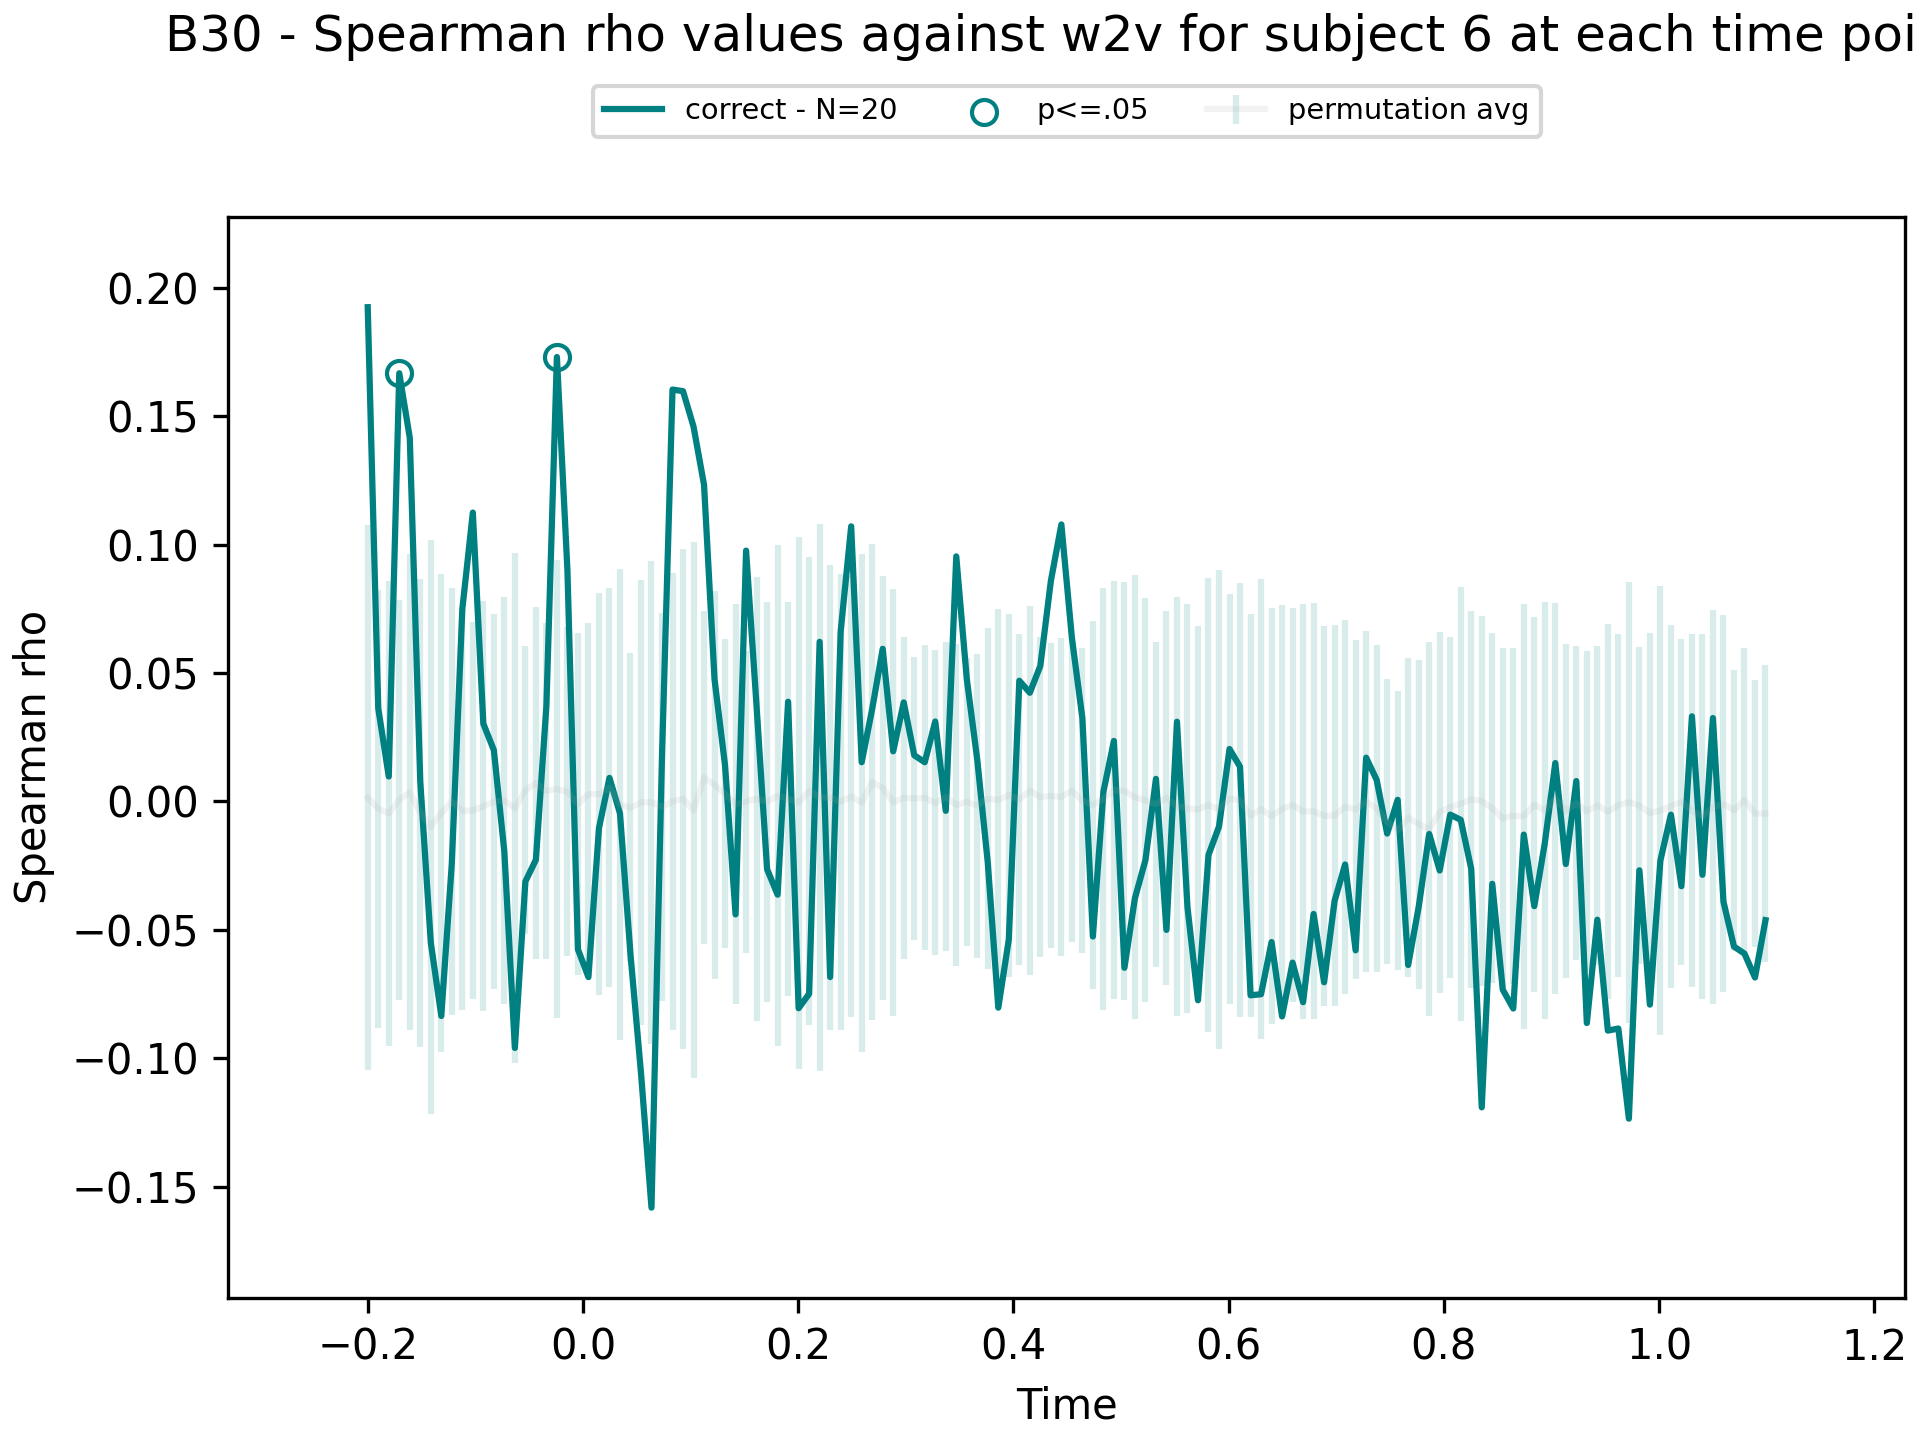 B30 - Spearman rho values against w2v for subject 6 at each time poi
correct - N=20
p<=.05
permutation avg
Spearman rho
0.20
0.15
0.10
0.05
0.00
−0.05
−0.10
−0.15
−0.2
0.0
0.2
0.4
0.6
0.8
1.0
1.2
Time